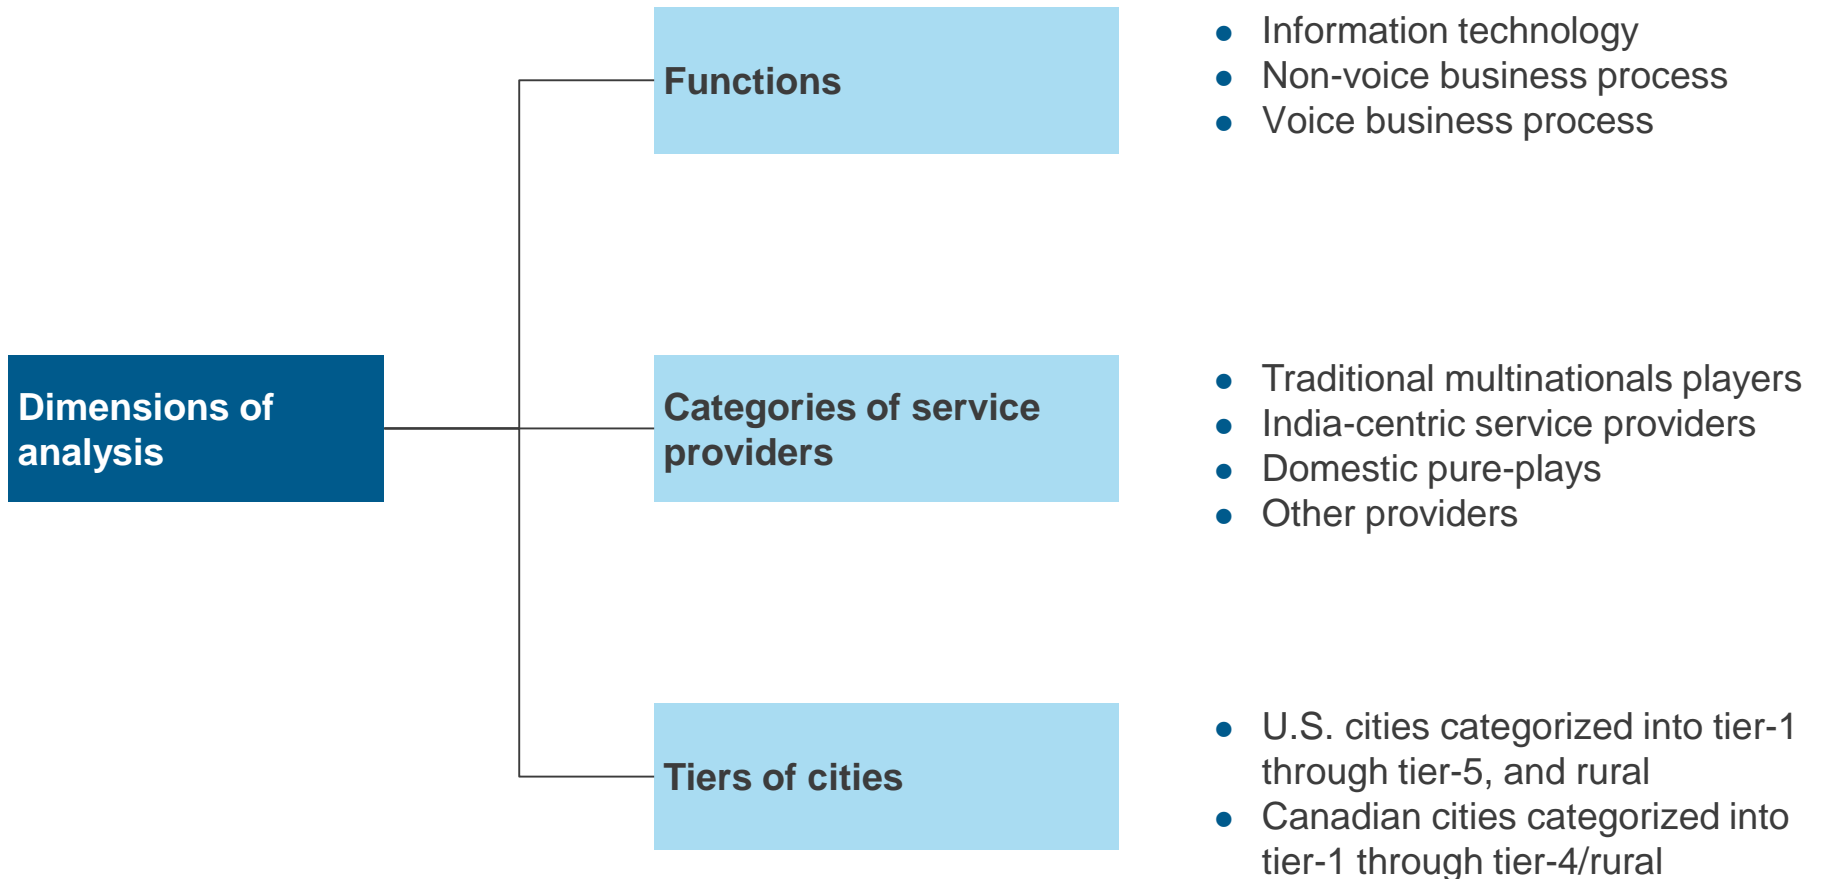 Functions
● Information technology
● Non-voice business process
● Voice business process
Dimensions of
analysis
Categories of service
providers
● Traditional multinationals players
● India-centric service providers
● Domestic pure-plays
● Other providers
Tiers of cities
● U.S. cities categorized into tier-1
through tier-5, and rural
● Canadian cities categorized into
tier-1 through tier-4/rural